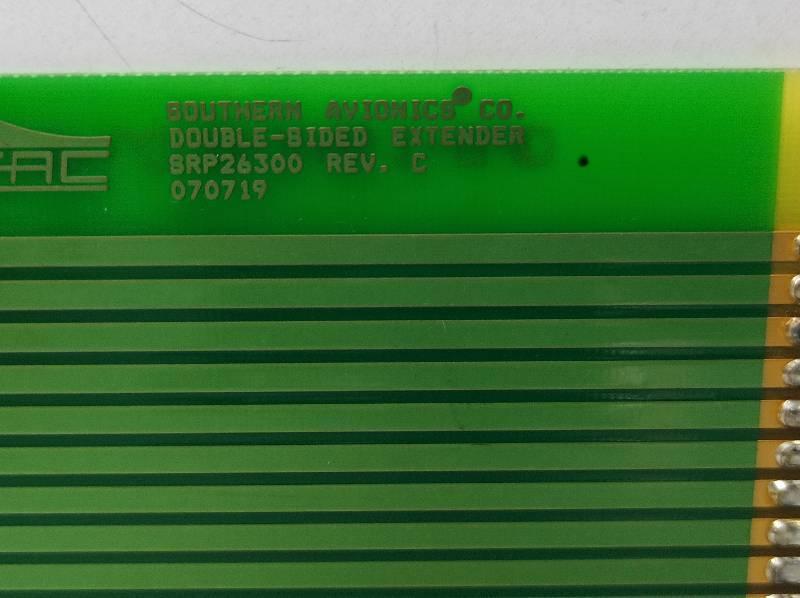 SOUTHERN AVIONICS CO.
DOUBLE-SIDED EXTENDER
SRP26300 REV. C
070719